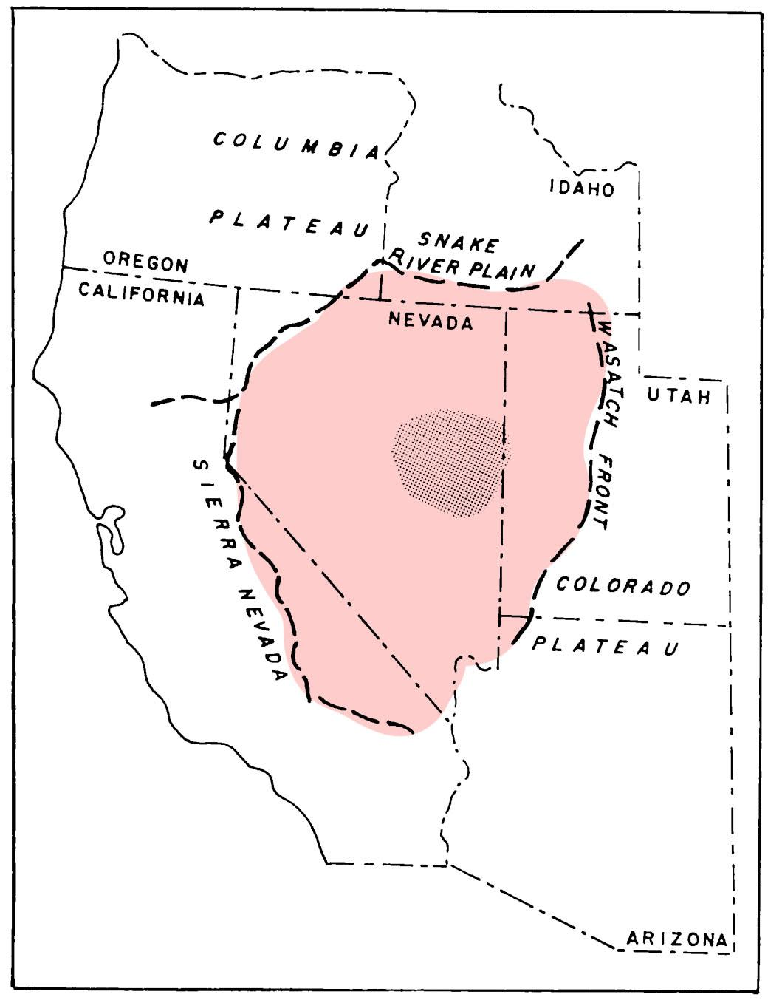 COLUMBIA
PLATEAU
IDAHO
SNAKE
RIVER PLAIN
OREGON
CALIFORNIA
NEVADA
WASATCH FRONT
UTAH
SIERRA NEVADA
COLORADO
PLATEAU
ARIZONA